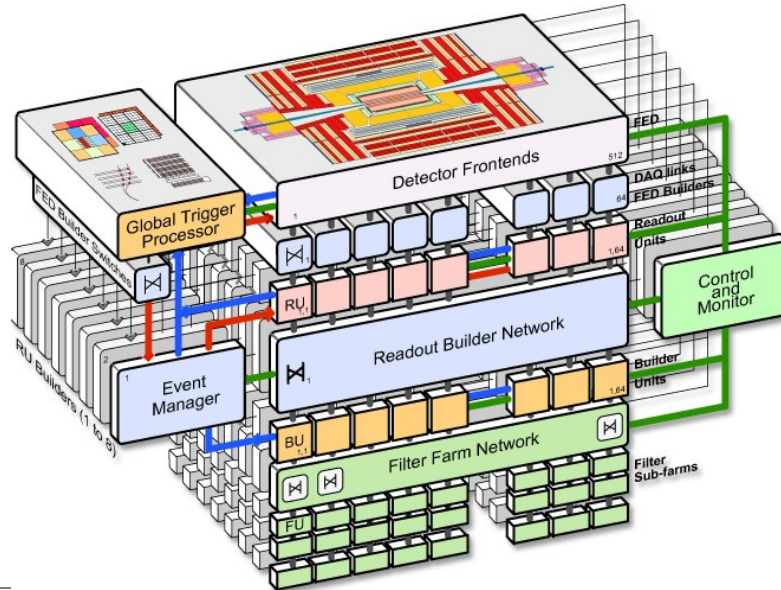 FED
Detector Frontends
512
1
DAQ links
FED Builders
64
Global Trigger
Processor
FED Builder Switches
1
1
Readout
Units
1,64
RU
1,1
Control
and
Monitor
Readout Builder Network
1
8
2
1
Event
Manager
RU Builders (1 to 8)
Builder
Units
1,64
BU
1,1
Filter Farm Network
Filter
Sub-farms
FU